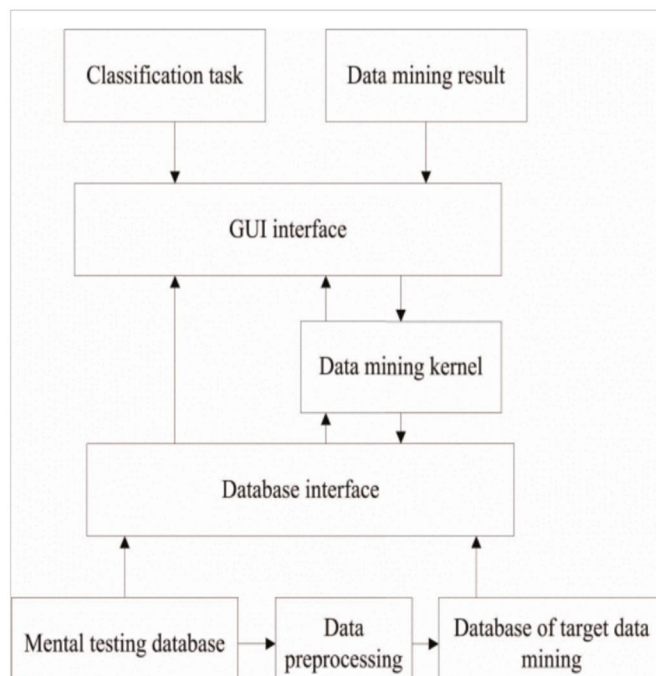 Classification task
Data mining result
GUI interface
Data mining kernel
Database interface
Mental testing database
Data
preprocessing
Database of target data
mining